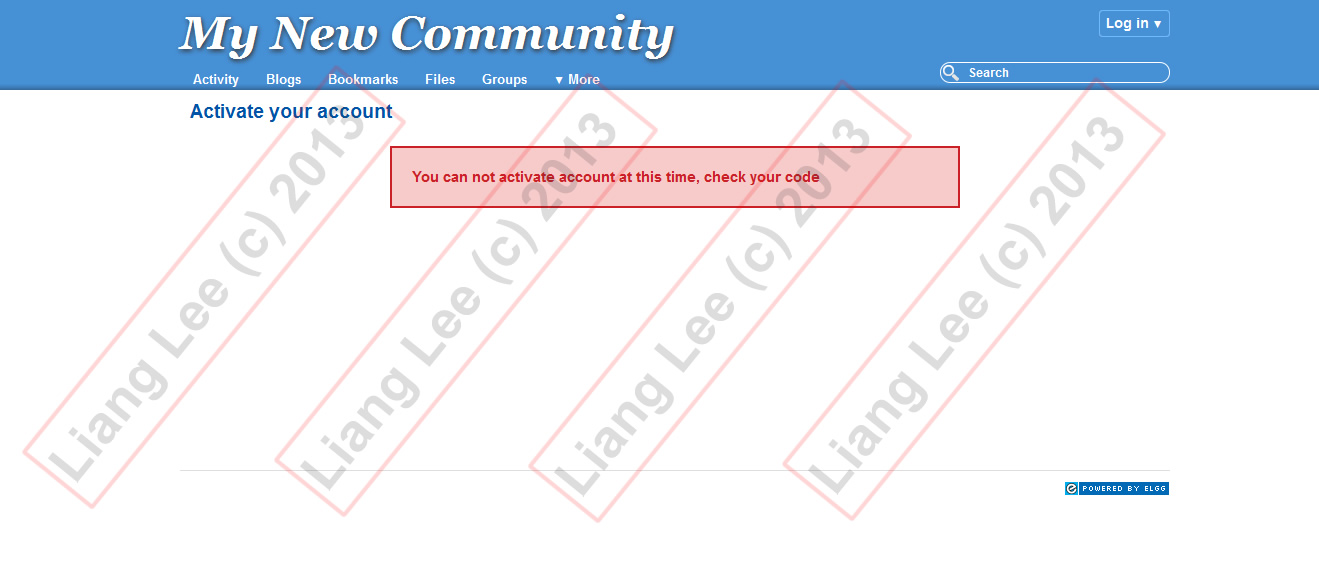 My New Community
Log in ▼
Activity Blogs Bookmarks Files Groups ▼ More
Search
Activate your account
You can not activate account at this time, check your code
Liang Lee (c) 2013
Liang Lee (c) 2013
Liang Lee (c) 2013
Liang Lee (c) 2013
POWERED BY ELGG